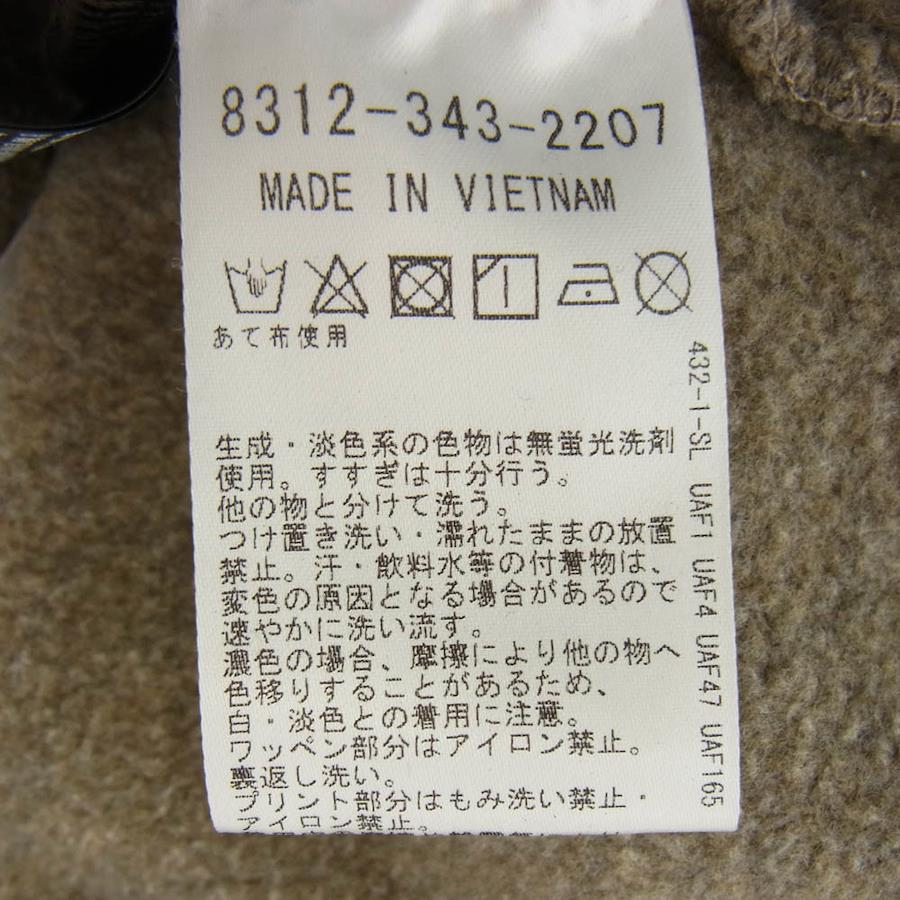 8312-343-2207
MADE IN VIETNAM
あて布使用
生成・淡色系の色物は無蛍光洗剤
使用。すすぎは十分行う。
他の物と分けて洗う。
つけ置き洗い・濡れたままの放置
禁止。汗・飲料水等の付着物は、
変色の原因となる場合があるので
速やかに洗い流す。
濃色の場合、摩擦により他の物へ
色移りすることがあるため、
白・淡色との着用に注意。
ワッペン部分はアイロン禁止。
裏返し洗い。
プリント部分はもみ洗い禁止・
アイロン禁止。
432-1-SL UAF1 UAF4 UAF47 UAF165